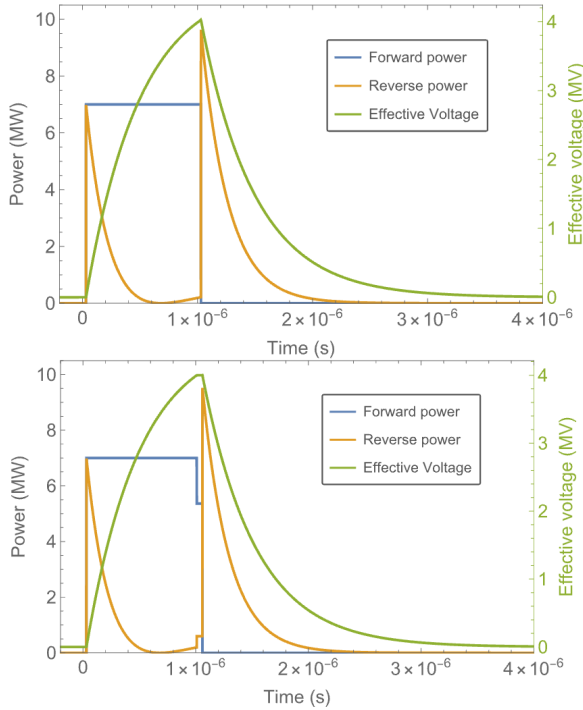 10
8
6
4
2
0
Power (MW)
Forward power
Reverse power
Effective Voltage
4
3
2
1
0
Effective voltage (MV)
0
1×10⁻⁶
2×10⁻⁶
3×10⁻⁶
4×10⁻⁶
Time (s)
10
8
6
4
2
0
Power (MW)
Forward power
Reverse power
Effective Voltage
4
3
2
1
0
Effective voltage (MV)
0
1×10⁻⁶
2×10⁻⁶
3×10⁻⁶
4×10⁻⁶
Time (s)